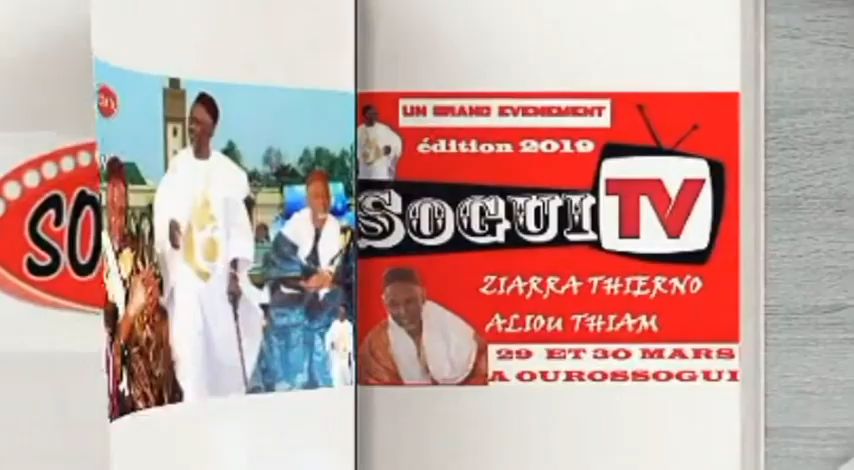 SO
UN GRAND EVENEMENT
édition 2019
SOGUI TV
ZIARRA THIERNO
ALIOU THIAM
29 ET 30 MARS
A OUROSSOGUI